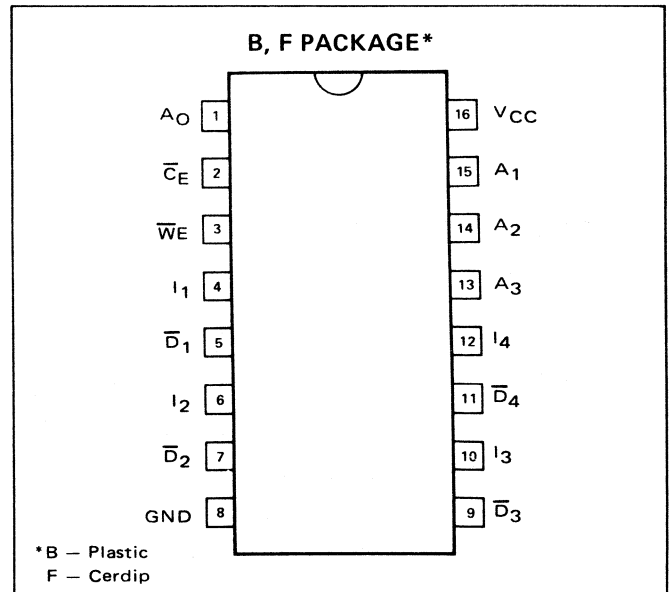 B, F PACKAGE*
A0 1 16 VCC
C̅E 2 15 A1
W̅E 3 14 A2
I1 4 13 A3
D̅1 5 12 I4
I2 6 11 D̅4
D̅2 7 10 I3
GND 8 9 D̅3
*B – Plastic
F – Cerdip